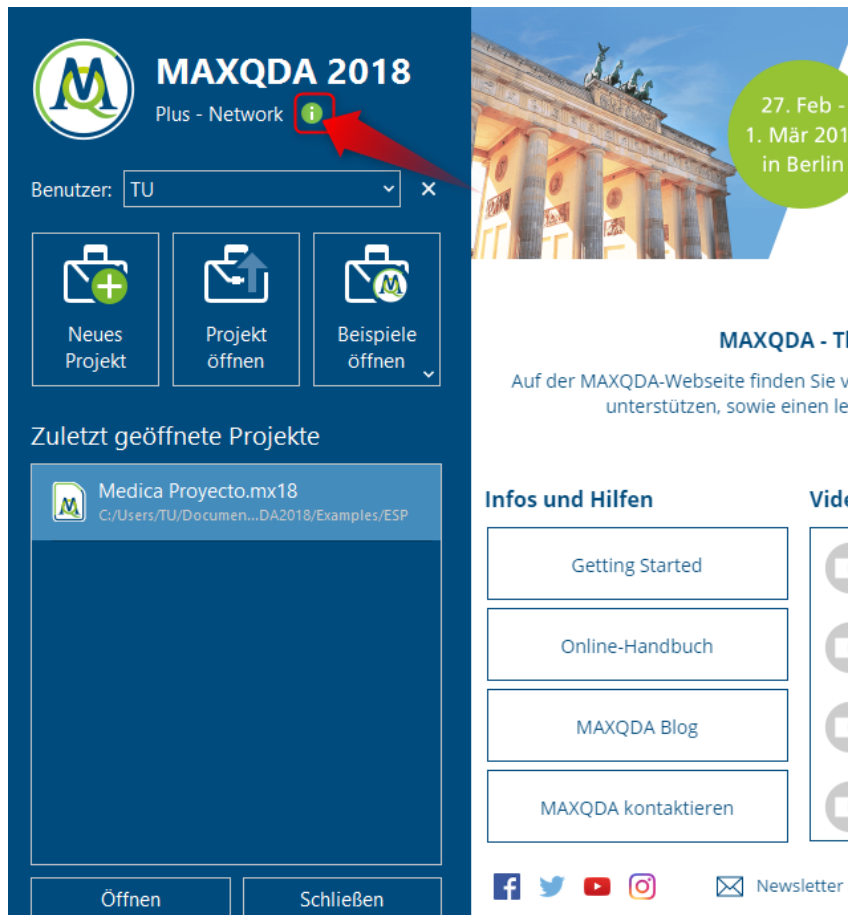 MAXQDA 2018
Plus - Network
Benutzer: TU
Neues
Projekt
Projekt
öffnen
Beispiele
öffnen
Zuletzt geöffnete Projekte
Medica Proyecto.mx18
C:/Users/TU/Documen...DA2018/Examples/ESP
Öffnen
Schließen
27. Feb -
1. Mär 201
in Berlin
MAXQDA - Tl
Auf der MAXQDA-Webseite finden Sie v
unterstützen, sowie einen le
Infos und Hilfen
Getting Started
Online-Handbuch
MAXQDA Blog
MAXQDA kontaktieren
Vide
Newsletter